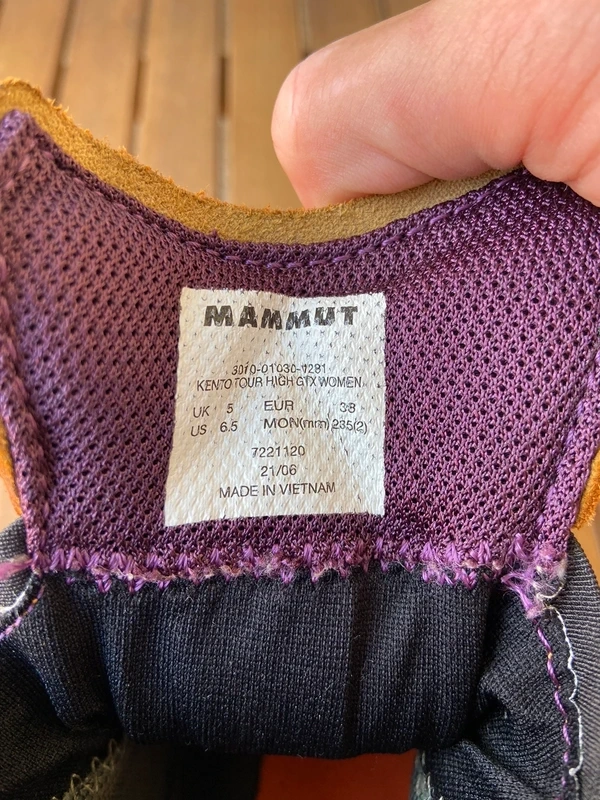 MAMMUT
3010-01030-1281
KENTO TOUR HIGH GTX WOMEN
UK 5 EUR 38
US 6.5 MON(mm) 235(2)
7221120
21/06
MADE IN VIETNAM